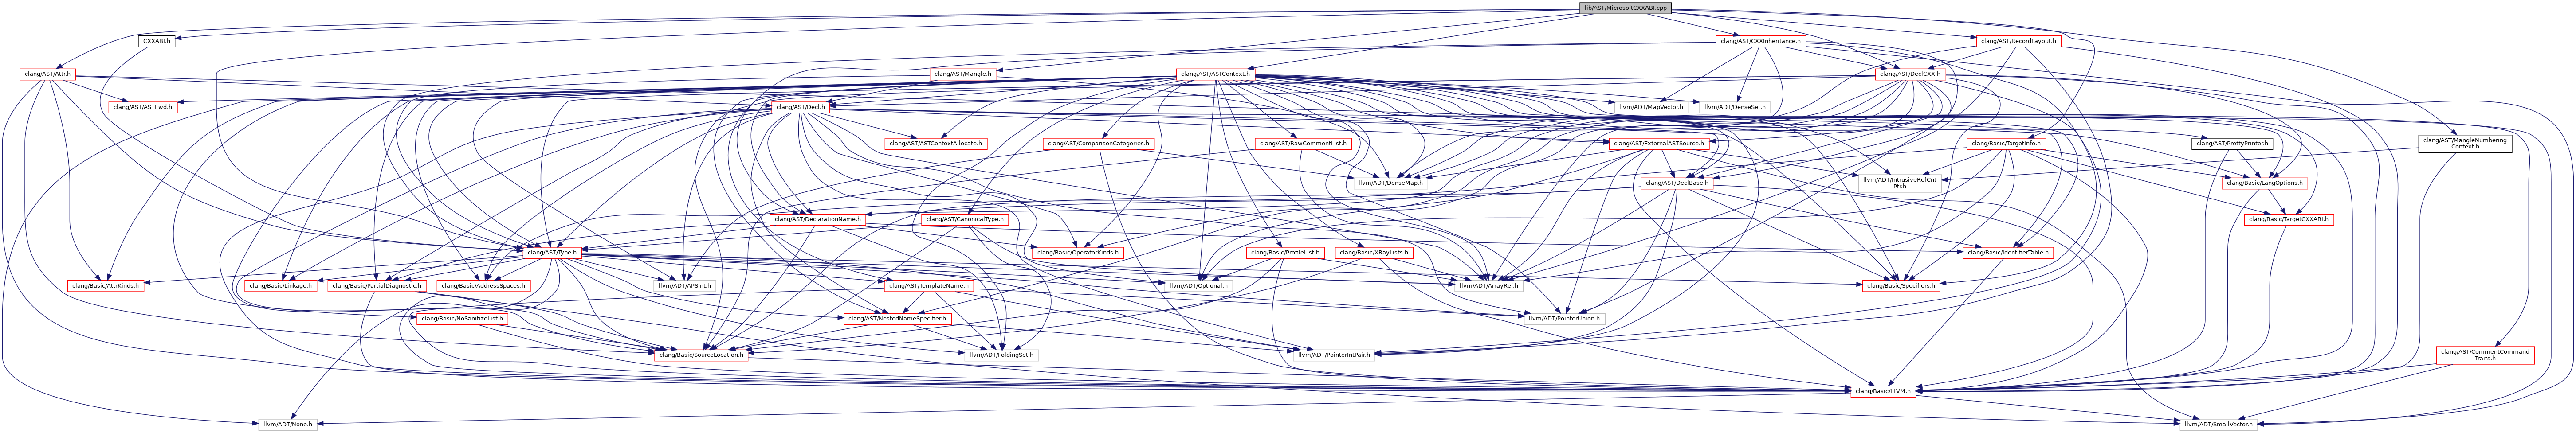 lib/AST/MicrosoftCXXABI.cpp
CXXABI.h
clang/AST/CXXInheritance.h
clang/AST/RecordLayout.h
clang/AST/Attr.h
clang/AST/Mangle.h
clang/AST/ASTContext.h
clang/AST/DeclCXX.h
clang/AST/ASTFwd.h
clang/AST/Decl.h
llvm/ADT/MapVector.h
llvm/ADT/DenseSet.h
clang/AST/ASTContextAllocate.h
clang/AST/ComparisonCategories.h
clang/AST/RawCommentList.h
clang/AST/ExternalASTSource.h
clang/Basic/TargetInfo.h
clang/AST/PrettyPrinter.h
clang/AST/MangleNumbering
Context.h
llvm/ADT/DenseMap.h
clang/AST/DeclBase.h
llvm/ADT/IntrusiveRefCnt
Ptr.h
clang/Basic/LangOptions.h
clang/AST/DeclarationName.h
clang/AST/CanonicalType.h
clang/Basic/TargetCXXABI.h
clang/AST/Type.h
clang/Basic/OperatorKinds.h
clang/Basic/ProfileList.h
clang/Basic/XRayLists.h
clang/Basic/IdentifierTable.h
clang/Basic/AttrKinds.h
clang/Basic/Linkage.h
clang/Basic/PartialDiagnostic.h
clang/Basic/AddressSpaces.h
llvm/ADT/APSInt.h
clang/AST/TemplateName.h
llvm/ADT/Optional.h
llvm/ADT/ArrayRef.h
clang/Basic/Specifiers.h
clang/Basic/NoSanitizeList.h
clang/AST/NestedNameSpecifier.h
llvm/ADT/PointerUnion.h
clang/Basic/SourceLocation.h
llvm/ADT/FoldingSet.h
llvm/ADT/PointerIntPair.h
clang/AST/CommentCommand
Traits.h
clang/Basic/LLVM.h
llvm/ADT/None.h
llvm/ADT/SmallVector.h